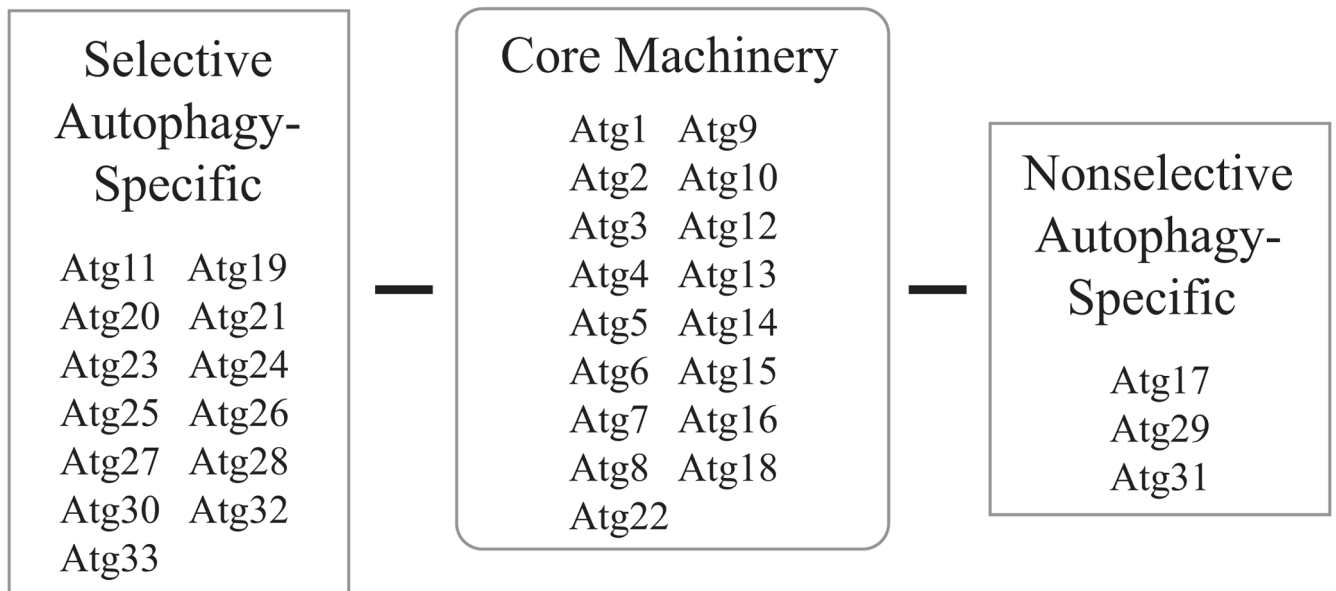 Selective
Autophagy-
Specific
Atg11 Atg19
Atg20 Atg21
Atg23 Atg24
Atg25 Atg26
Atg27 Atg28
Atg30 Atg32
Atg33
Core Machinery
Atg1 Atg9
Atg2 Atg10
Atg3 Atg12
Atg4 Atg13
Atg5 Atg14
Atg6 Atg15
Atg7 Atg16
Atg8 Atg18
Atg22
Nonselective
Autophagy-
Specific
Atg17
Atg29
Atg31